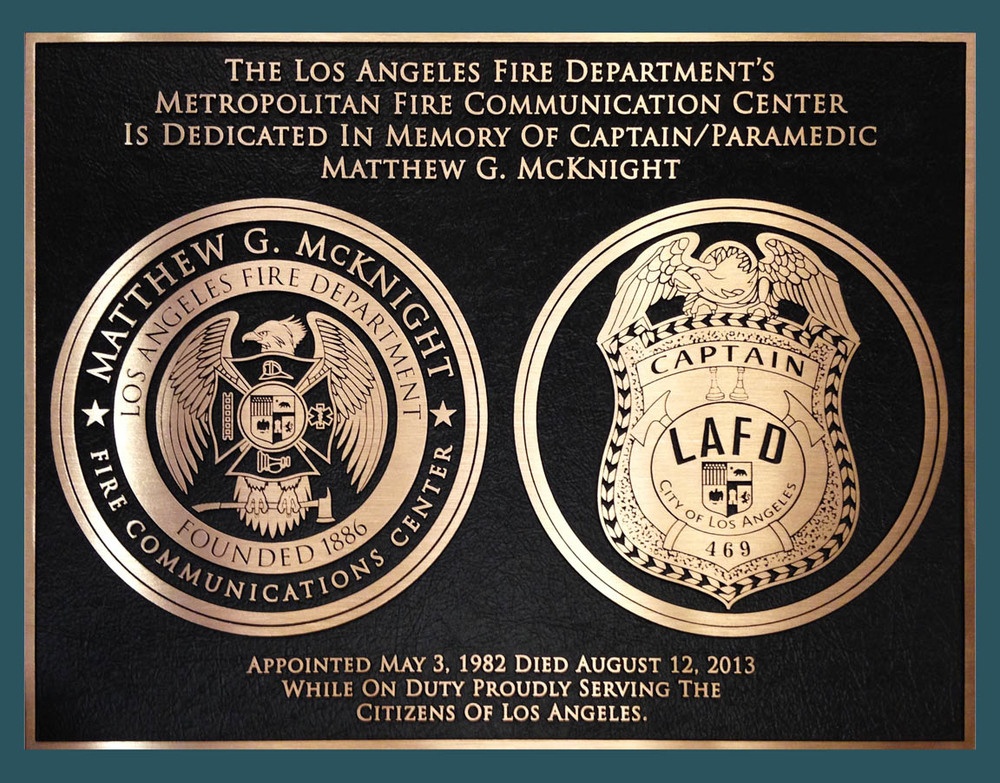 THE LOS ANGELES FIRE DEPARTMENT'S
METROPOLITAN FIRE COMMUNICATION CENTER
IS DEDICATED IN MEMORY OF CAPTAIN/PARAMEDIC
MATTHEW G. MCKNIGHT
MATTHEW G. McKNIGHT
LOS ANGELES FIRE DEPARTMENT
FOUNDED 1886
FIRE COMMUNICATIONS CENTER
CAPTAIN
LAFD
CITY OF LOS ANGELES
469
APPOINTED MAY 3, 1982 DIED AUGUST 12, 2013
WHILE ON DUTY PROUDLY SERVING THE
CITIZENS OF LOS ANGELES.